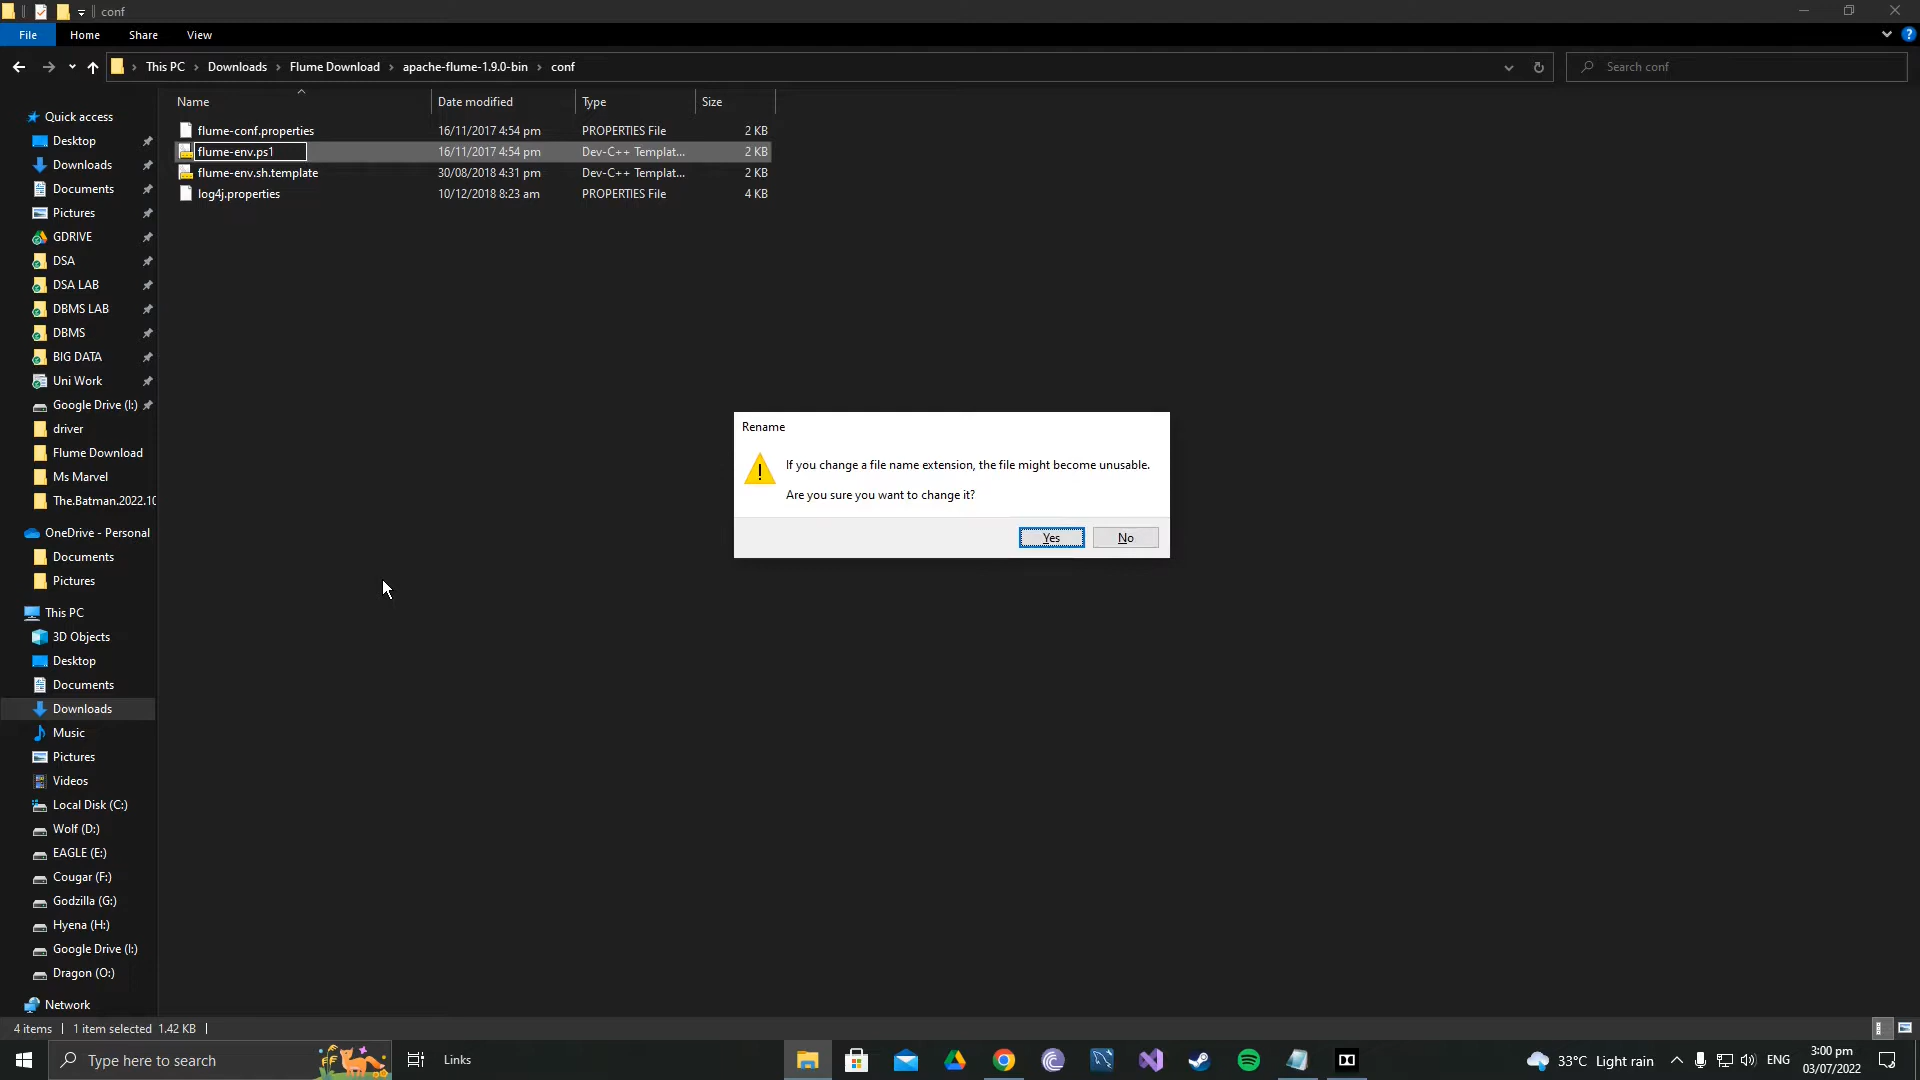 conf
File Home Share View
This PC Downloads Flume Download apache-flume-1.9.0-bin conf Search conf
Name Date modified Type Size
flume-conf.properties 16/11/2017 4:54 pm PROPERTIES File 2 KB
flume-env.ps1 16/11/2017 4:54 pm Dev-C++ Templat... 2 KB
flume-env.sh.template 30/08/2018 4:31 pm Dev-C++ Templat... 2 KB
log4j.properties 10/12/2018 8:23 am PROPERTIES File 4 KB
Quick access
Desktop
Downloads
Documents
Pictures
GDRIVE
DSA
DSA LAB
DBMS LAB
DBMS
BIG DATA
Uni Work
Google Drive (I:)
driver
Flume Download
Ms Marvel
The.Batman.2022.10
OneDrive - Personal
Documents
Pictures
This PC
3D Objects
Desktop
Documents
Downloads
Music
Pictures
Videos
Local Disk (C:)
Wolf (D:)
EAGLE (E:)
Cougar (F:)
Godzilla (G:)
Hyena (H:)
Google Drive (I:)
Dragon (O:)
Network
Rename
If you change a file name extension, the file might become unusable.
Are you sure you want to change it?
Yes No
4 items 1 item selected 1.42 KB
Type here to search Links 33°C Light rain ENG 3:00 pm
03/07/2022